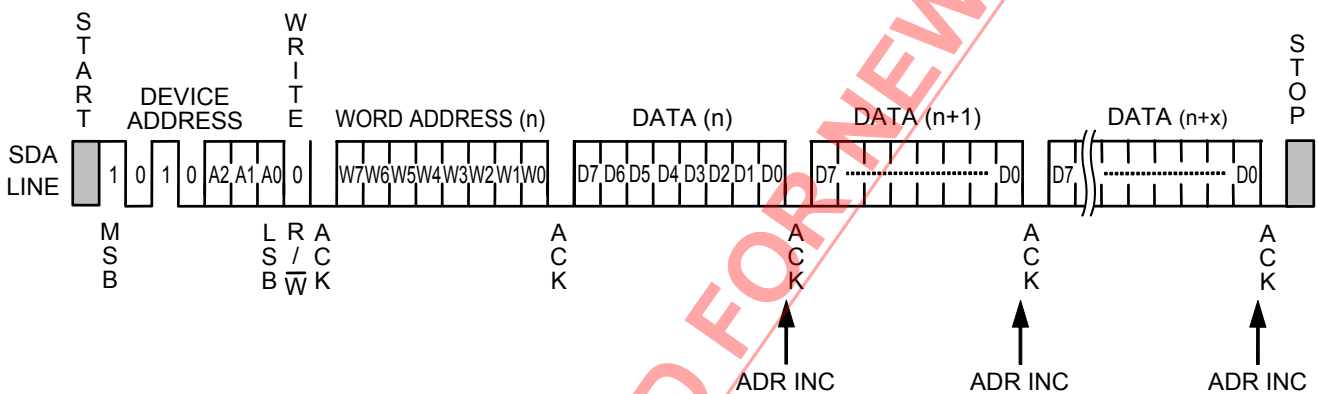 START
WRITE
STOP
DEVICE
ADDRESS
WORD ADDRESS (n)
DATA (n)
DATA (n+1)
DATA (n+x)
SDA
LINE
1 0 1 0 A2 A1 A0 0 W7 W6 W5 W4 W3 W2 W1 W0 D7 D6 D5 D4 D3 D2 D1 D0 D7 D0 D7 D0
MSB
LSB
R/W
ACK
ACK
ACK
ACK
ACK
ADR INC
ADR INC
ADR INC
D FOR NEW